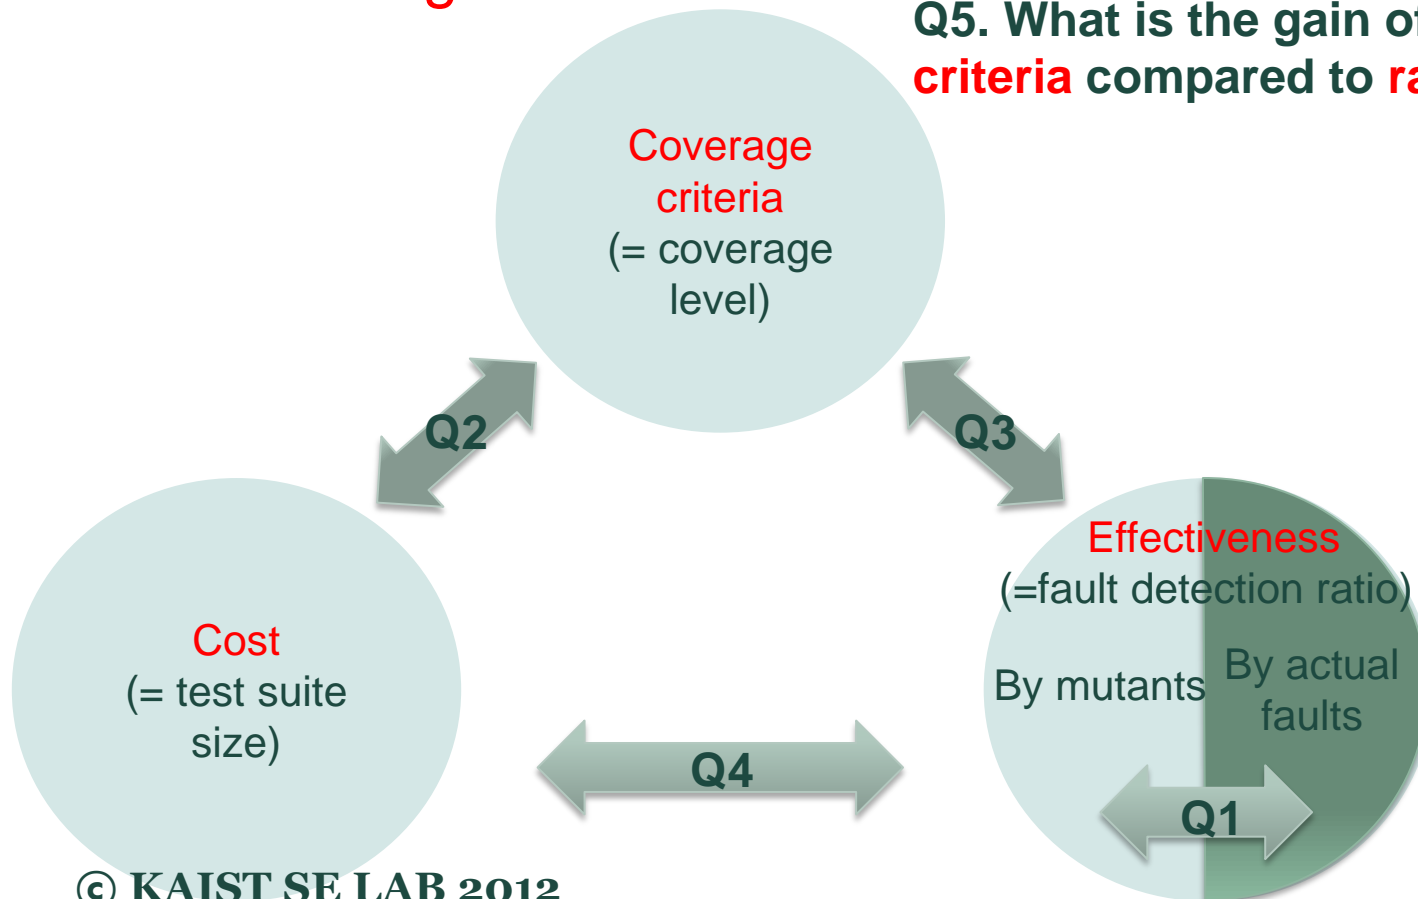 Q5. What is the gain of
criteria compared to
Coverage
criteria
(= coverage
level)
Q2
Q3
Effectiveness
(=fault detection ratio)
Cost
(= test suite
size)
By mutants
By actual
faults
Q4
Q1
© KAIST SE LAB 2012